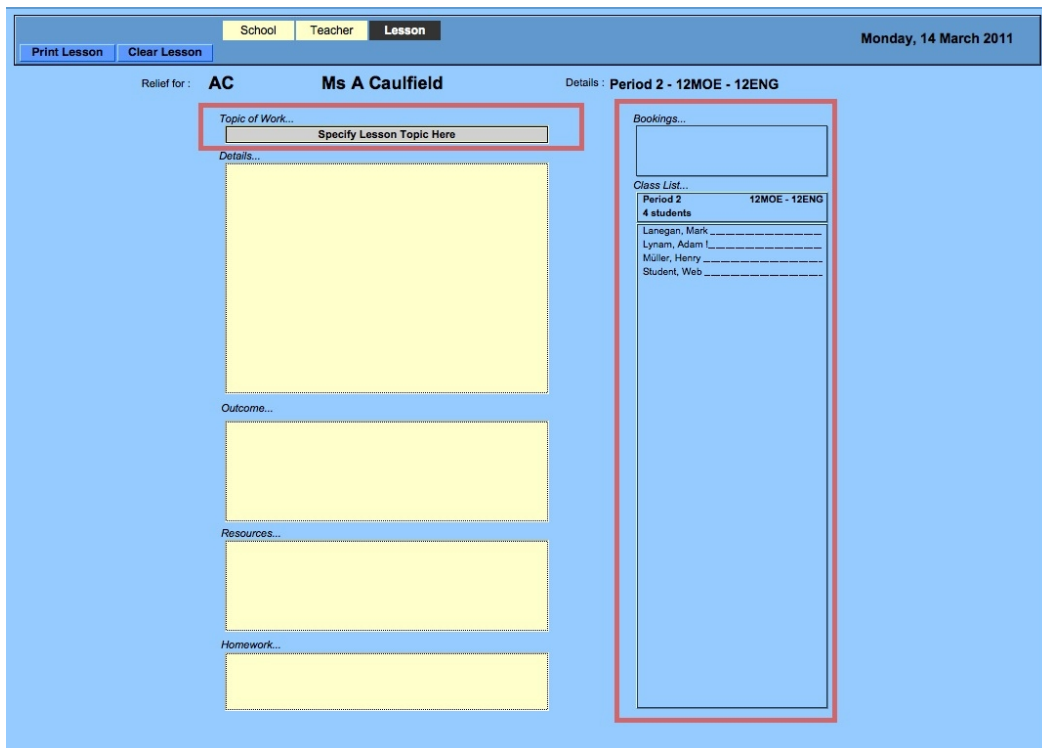 School Teacher Lesson
Monday, 14 March 2011
Print Lesson Clear Lesson
Relief for : AC Ms A Caulfield Details : Period 2 - 12MOE - 12ENG
Topic of Work...
Specify Lesson Topic Here
Details...
Outcome...
Resources...
Homework...
Bookings...
Class List...
Period 2 12MOE - 12ENG
4 students
Lanegan, Mark
Lynam, Adam !
Müller, Henry
Student, Web